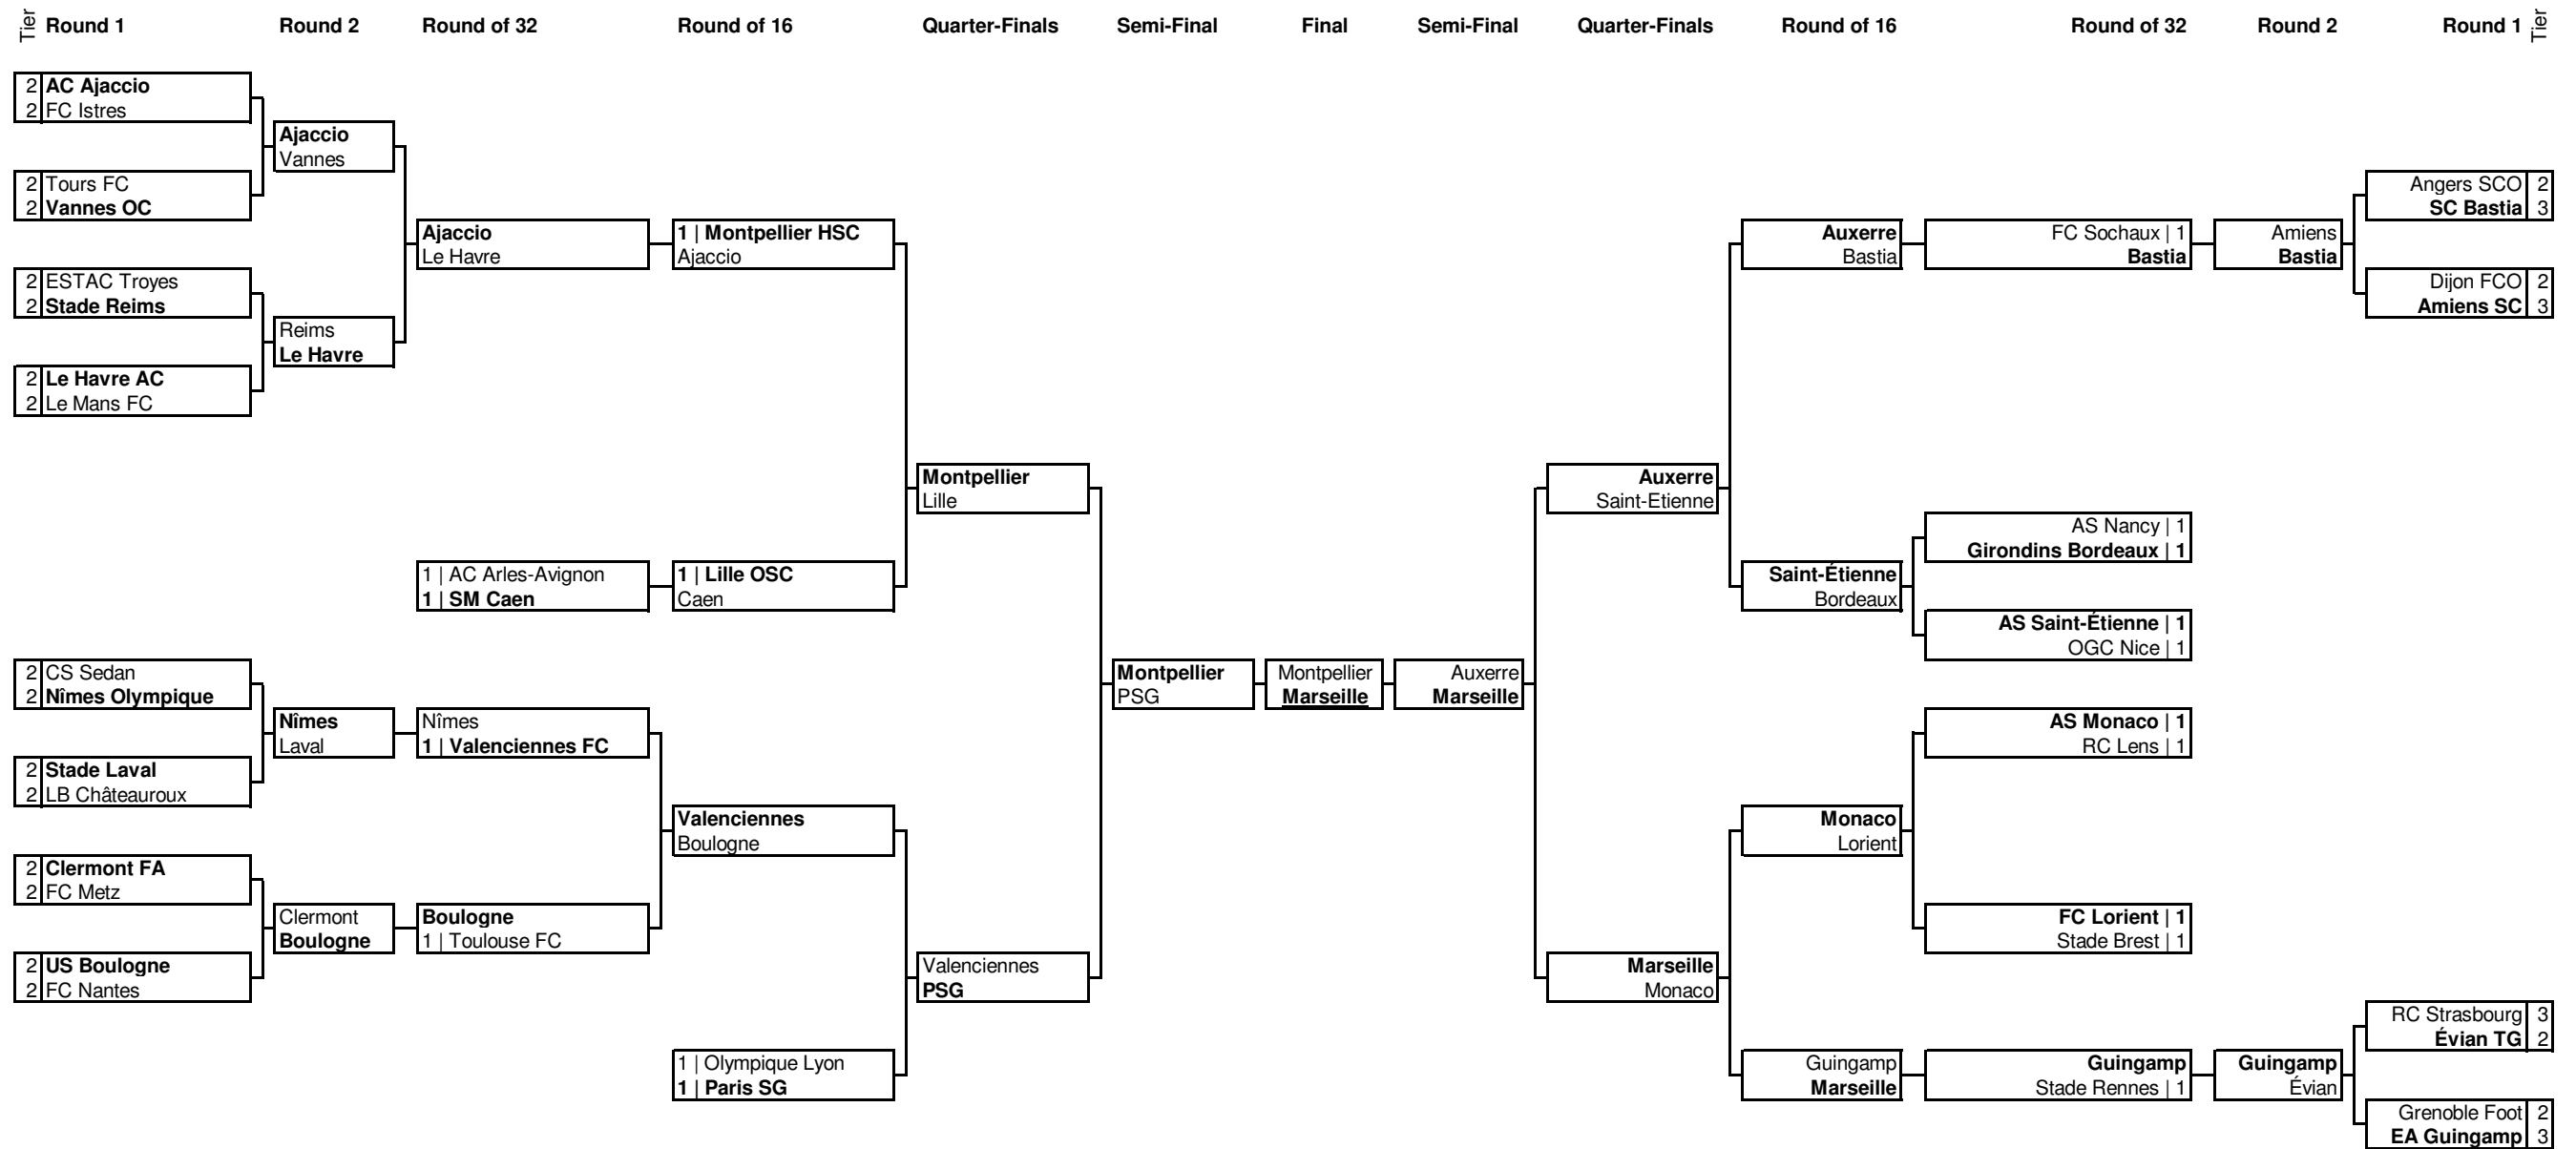 Tier Round 1 Round 2 Round of 32 Round of 16 Quarter-Finals Semi-Final Final Semi-Final Quarter-Finals Round of 16 Round of 32 Round 2 Round 1 Tier
2 AC Ajaccio
2 FC Istres
2 Tours FC
2 Vannes OC
2 ESTAC Troyes
2 Stade Reims
2 Le Havre AC
2 Le Mans FC
2 CS Sedan
2 Nîmes Olympique
2 Stade Laval
2 LB Châteauroux
2 Clermont FA
2 FC Metz
2 US Boulogne
2 FC Nantes
Ajaccio
Vannes
Reims
Le Havre
Nîmes
Laval
Clermont
Boulogne
Ajaccio
Le Havre
1 | AC Arles-Avignon
1 | SM Caen
Nîmes
1 | Valenciennes FC
Boulogne
1 | Toulouse FC
1 | Montpellier HSC
Ajaccio
1 | Lille OSC
Caen
Valenciennes
Boulogne
1 | Olympique Lyon
1 | Paris SG
Montpellier
Lille
Valenciennes
PSG
Montpellier
PSG
Montpellier
Marseille
Auxerre
Marseille
Auxerre
Saint-Etienne
Marseille
Monaco
Auxerre
Bastia
Saint-Étienne
Bordeaux
Monaco
Lorient
Guingamp
Marseille
FC Sochaux | 1
Bastia
AS Nancy | 1
Girondins Bordeaux | 1
AS Saint-Étienne | 1
OGC Nice | 1
AS Monaco | 1
RC Lens | 1
FC Lorient | 1
Stade Brest | 1
Guingamp
Stade Rennes | 1
Amiens
Bastia
Guingamp
Évian
Angers SCO 2
SC Bastia 3
Dijon FCO 2
Amiens SC 3
RC Strasbourg 3
Évian TG 2
Grenoble Foot 2
EA Guingamp 3